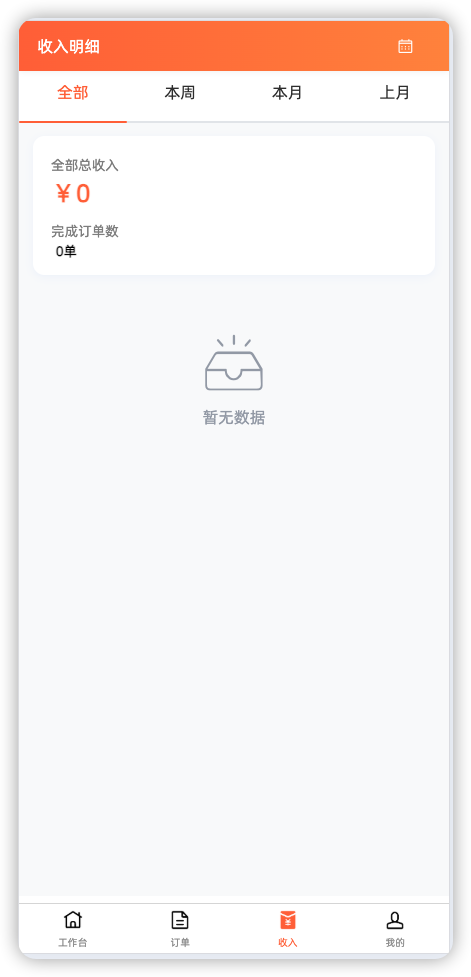 收入明细
全部 本周 本月 上月
全部总收入
￥0
完成订单数
0单
暂无数据
工作台 订单 收入 我的